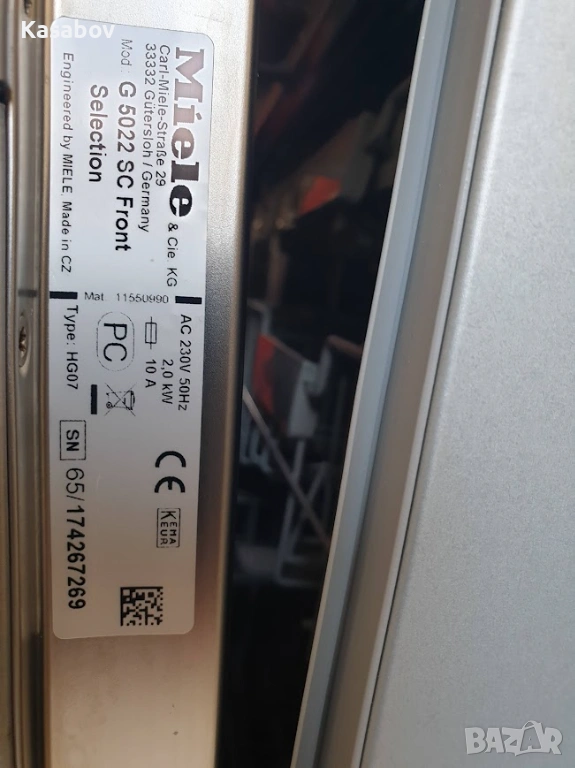 Kasabov
Miele & Cie. KG
Carl-Miele-Straße 29
33332 Gütersloh / Germany
Mod.: G 5022 SC Front
Selection
Engineered by MIELE, Made in CZ
Mat. 11550990
AC 230V 50Hz
2,0 kW
10 A
PC
Type: HG07
SN 65/174267269
CE
KEMA
KEUR
BAZAR